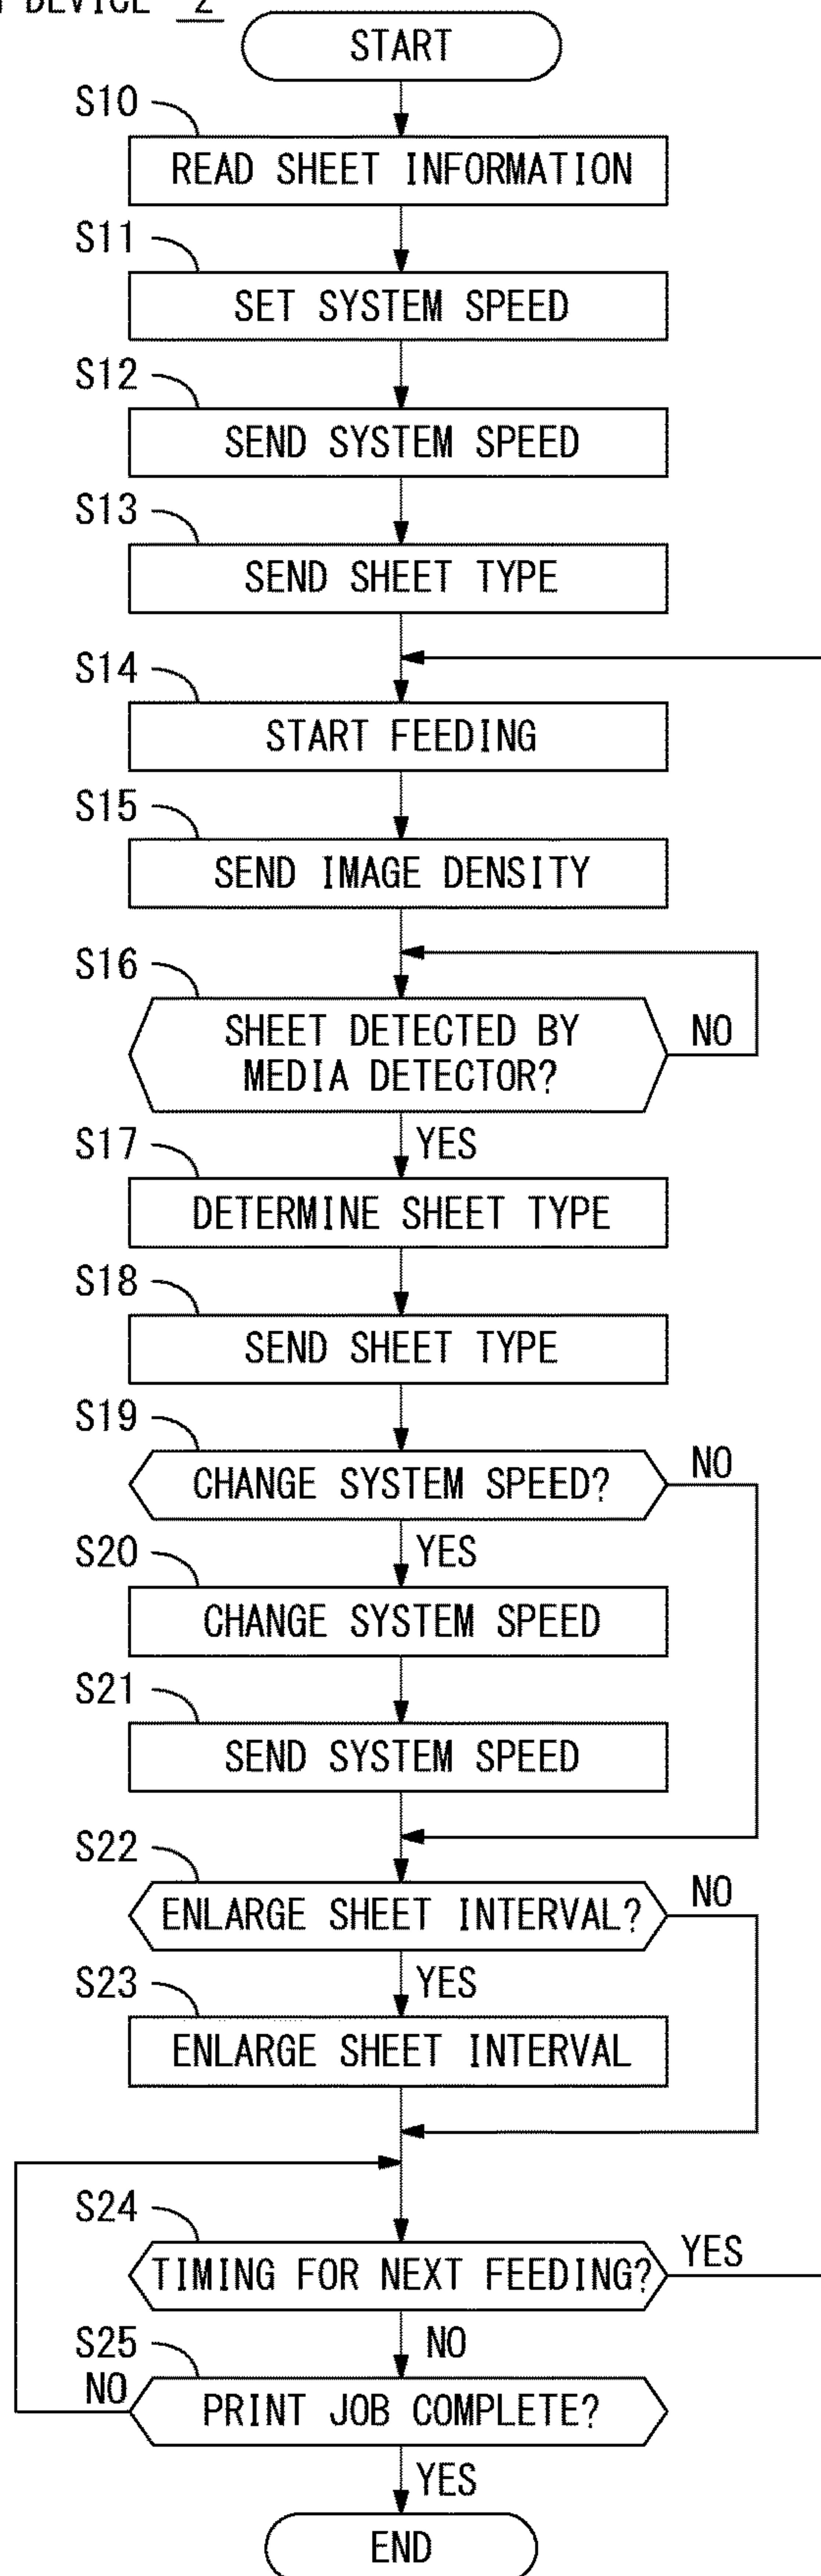 DEVICE 2
START
S10
READ SHEET INFORMATION
S11
SET SYSTEM SPEED
S12
SEND SYSTEM SPEED
S13
SEND SHEET TYPE
S14
START FEEDING
S15
SEND IMAGE DENSITY
S16
SHEET DETECTED BY
MEDIA DETECTOR?
NO
YES
S17
DETERMINE SHEET TYPE
S18
SEND SHEET TYPE
S19
CHANGE SYSTEM SPEED?
NO
YES
S20
CHANGE SYSTEM SPEED
S21
SEND SYSTEM SPEED
S22
ENLARGE SHEET INTERVAL?
NO
YES
S23
ENLARGE SHEET INTERVAL
S24
TIMING FOR NEXT FEEDING?
YES
NO
S25
NO
PRINT JOB COMPLETE?
YES
END